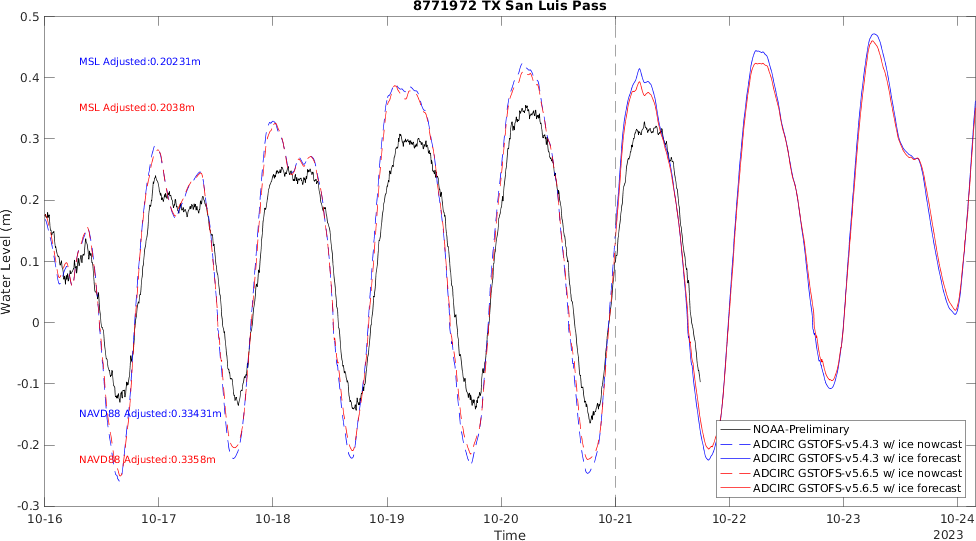 8771972 TX San Luis Pass
0.5
MSL Adjusted:0.20231m
0.4
MSL Adjusted:0.2038m
0.3
0.2
0.1
Water Level (m)
0
-0.1
NAVD88 Adjusted:0.33431m
NOAA-Preliminary
ADCIRC GSTOFS-v5.4.3 w/ ice nowcast
ADCIRC GSTOFS-v5.4.3 w/ ice forecast
ADCIRC GSTOFS-v5.6.5 w/ ice nowcast
ADCIRC GSTOFS-v5.6.5 w/ ice forecast
-0.2
NAVD88 Adjusted:0.3358m
-0.3
10-16 10-17 10-18 10-19 10-20 10-21 10-22 10-23 10-24
Time
2023